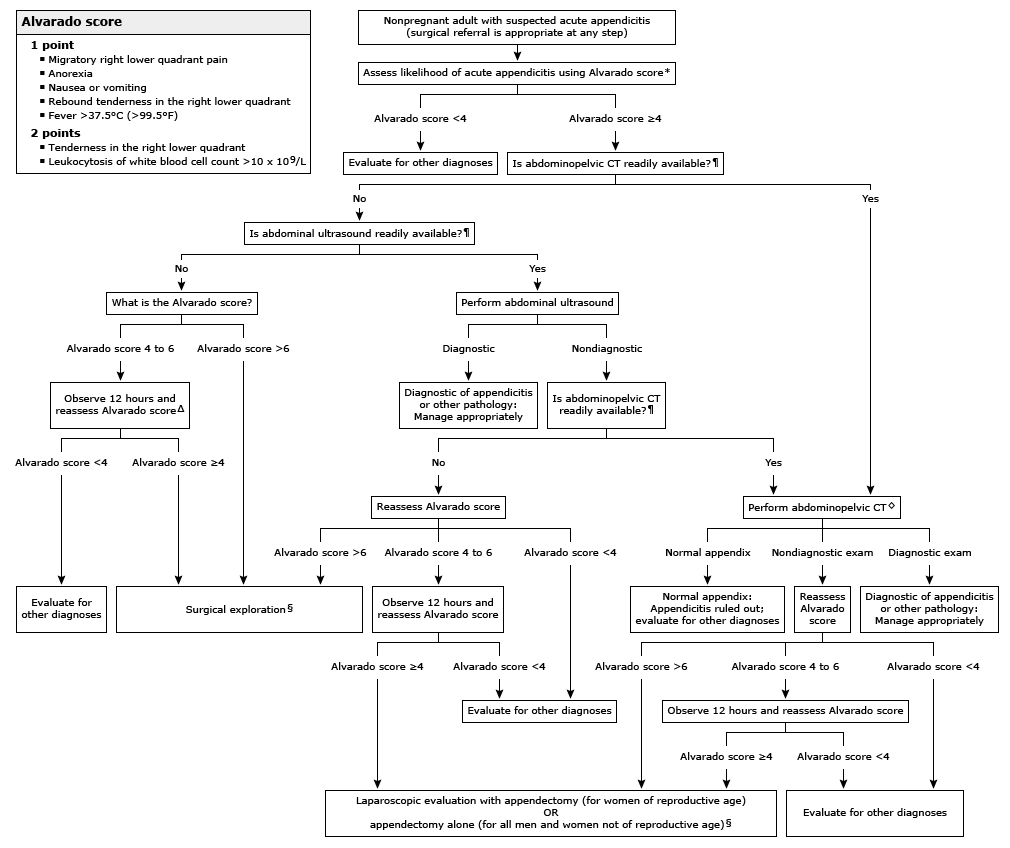 Alvarado score
1 point
▪ Migratory right lower quadrant pain
▪ Anorexia
▪ Nausea or vomiting
▪ Rebound tenderness in the right lower quadrant
▪ Fever >37.5°C (>99.5°F)
2 points
▪ Tenderness in the right lower quadrant
▪ Leukocytosis of white blood cell count >10 x 10⁹/L
Nonpregnant adult with suspected acute appendicitis
(surgical referral is appropriate at any step)
Assess likelihood of acute appendicitis using Alvarado score*
Alvarado score <4
Alvarado score ≥4
Evaluate for other diagnoses
Is abdominopelvic CT readily available?¶
No
Yes
Is abdominal ultrasound readily available?¶
No
Yes
What is the Alvarado score?
Perform abdominal ultrasound
Alvarado score 4 to 6
Alvarado score >6
Diagnostic
Nondiagnostic
Observe 12 hours and
reassess Alvarado scoreΔ
Diagnostic of appendicitis
or other pathology:
Manage appropriately
Is abdominopelvic CT
readily available?¶
Alvarado score <4
Alvarado score ≥4
No
Yes
Reassess Alvarado score
Perform abdominopelvic CT◇
Alvarado score >6
Alvarado score 4 to 6
Alvarado score <4
Normal appendix
Nondiagnostic exam
Diagnostic exam
Evaluate for
other diagnoses
Surgical exploration§
Observe 12 hours and
reassess Alvarado score
Normal appendix:
Appendicitis ruled out;
evaluate for other diagnoses
Reassess
Alvarado
score
Diagnostic of appendicitis
or other pathology:
Manage appropriately
Alvarado score ≥4
Alvarado score <4
Alvarado score >6
Alvarado score 4 to 6
Alvarado score <4
Evaluate for other diagnoses
Observe 12 hours and reassess Alvarado score
Alvarado score ≥4
Alvarado score <4
Laparoscopic evaluation with appendectomy (for women of reproductive age)
OR
appendectomy alone (for all men and women not of reproductive age)§
Evaluate for other diagnoses